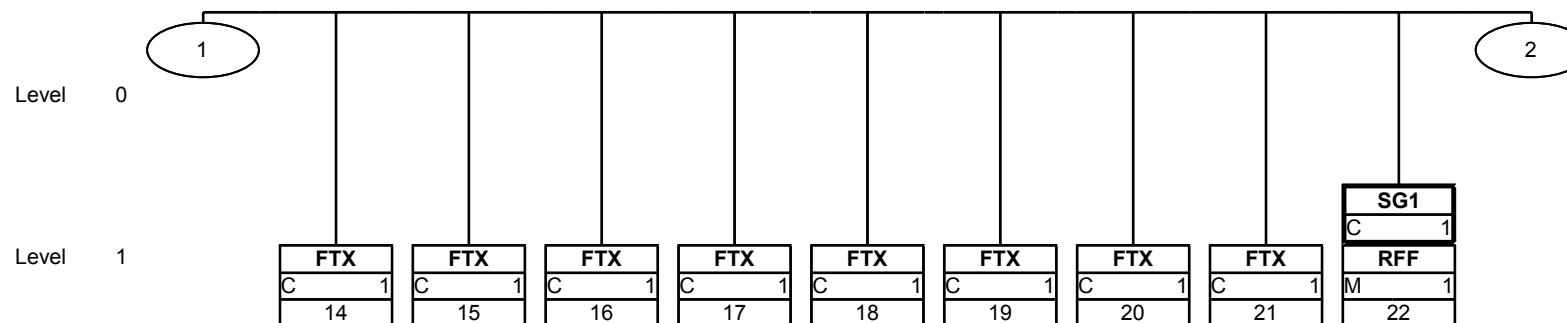 1 2
Level 0
SG1
C 1
Level 1 FTX FTX FTX FTX FTX FTX FTX FTX RFF
C 1 C 1 C 1 C 1 C 1 C 1 C 1 C 1 M 1
14 15 16 17 18 19 20 21 22